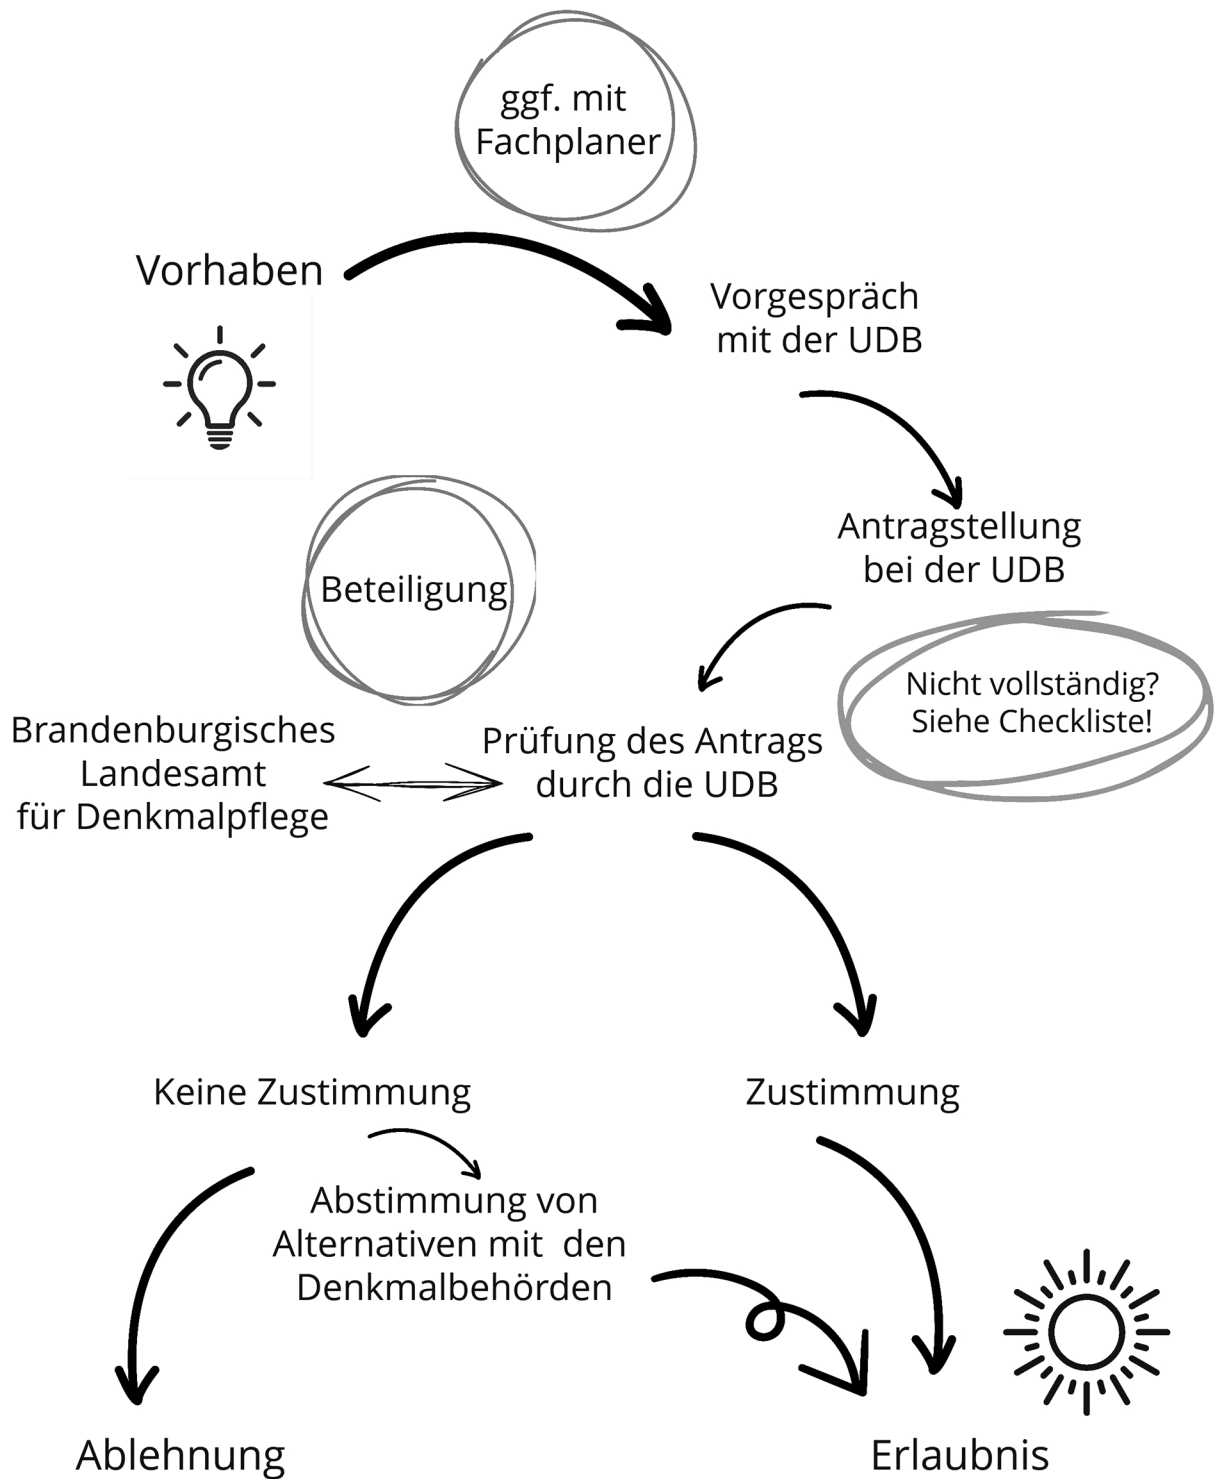 ggf. mit
Fachplaner
Vorhaben
Vorgespräch
mit der UDB
Antragstellung
bei der UDB
Beteiligung
Nicht vollständig?
Siehe Checkliste!
Brandenburgisches
Landesamt
für Denkmalpflege
Prüfung des Antrags
durch die UDB
Keine Zustimmung
Zustimmung
Abstimmung von
Alternativen mit den
Denkmalbehörden
Ablehnung
Erlaubnis